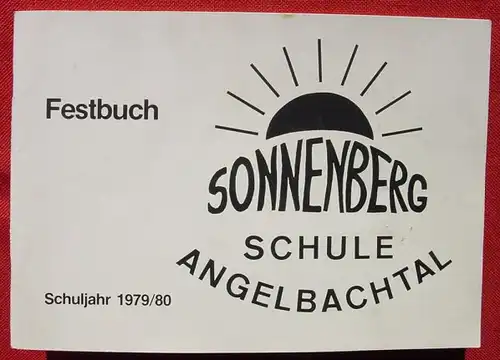 Festbuch
SONNENBERG
SCHULE
ANGELBACHTAL
Schuljahr 1979/80